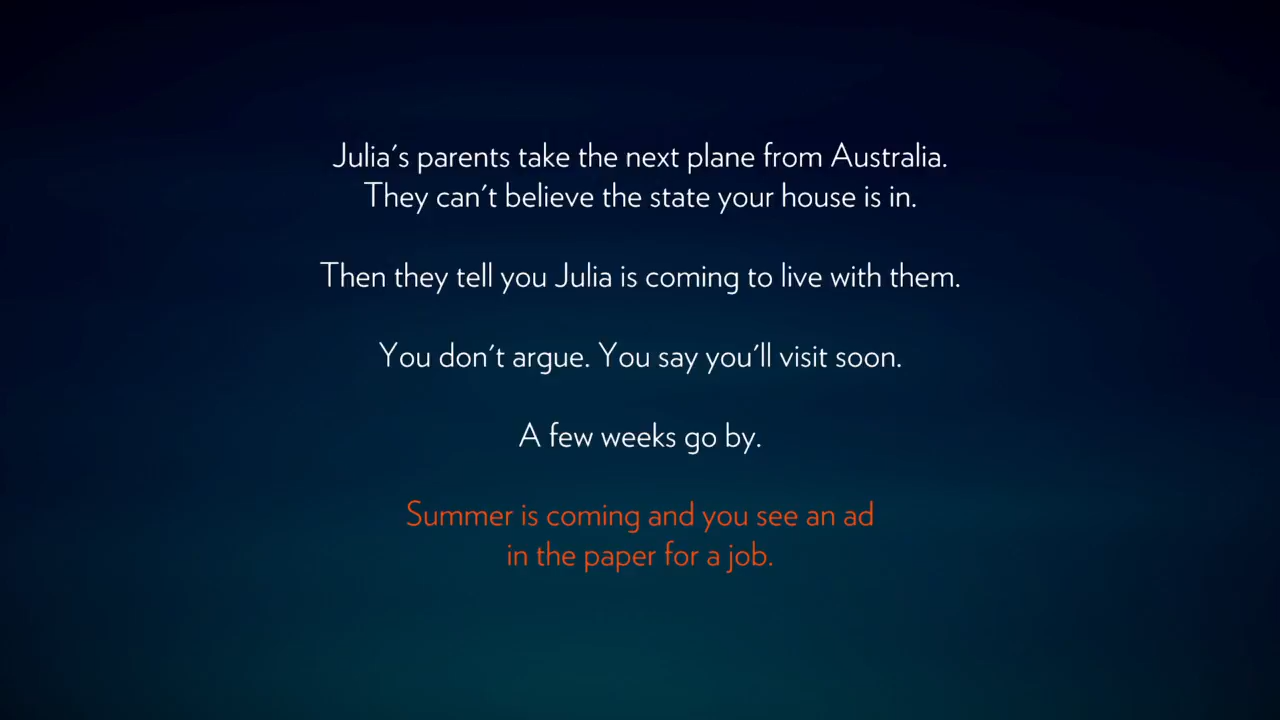 Julia's parents take the next plane from Australia.
They can't believe the state your house is in.
Then they tell you Julia is coming to live with them.
You don't argue. You say you'll visit soon.
A few weeks go by.
Summer is coming and you see an ad
in the paper for a job.